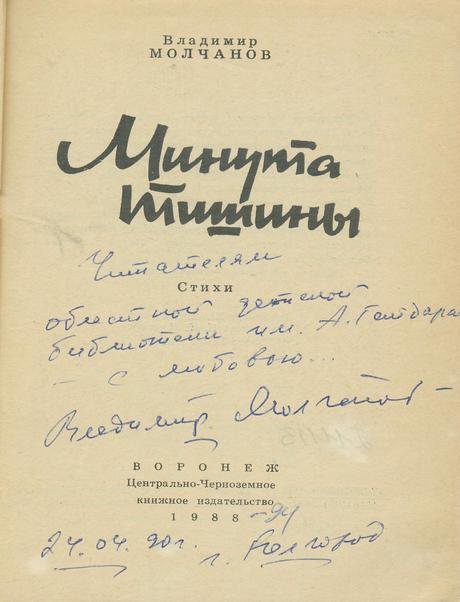 Владимир
МОЛЧАНОВ
Минута
тишины
Читателям
Стихи
областной детской
библиотеки им. А. Гайдара
– с любовью...
Владимир Молчанов –
ВОРОНЕЖ
Центрально-Черноземное
книжное издательство
1988
24.04.90г. г. Белгород